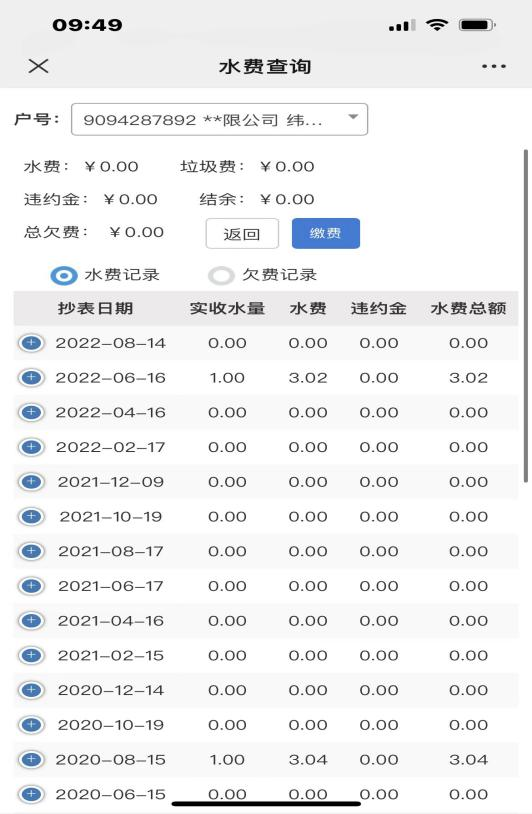 09:49
水费查询
户号： 9094287892 **限公司 纬...
水费： ￥0.00 垃圾费： ￥0.00
违约金： ￥0.00 结余： ￥0.00
总欠费： ￥0.00 返回 缴费
水费记录 欠费记录
抄表日期 实收水量 水费 违约金 水费总额
2022-08-14 0.00 0.00 0.00 0.00
2022-06-16 1.00 3.02 0.00 3.02
2022-04-16 0.00 0.00 0.00 0.00
2022-02-17 0.00 0.00 0.00 0.00
2021-12-09 0.00 0.00 0.00 0.00
2021-10-19 0.00 0.00 0.00 0.00
2021-08-17 0.00 0.00 0.00 0.00
2021-06-17 0.00 0.00 0.00 0.00
2021-04-16 0.00 0.00 0.00 0.00
2021-02-15 0.00 0.00 0.00 0.00
2020-12-14 0.00 0.00 0.00 0.00
2020-10-19 0.00 0.00 0.00 0.00
2020-08-15 1.00 3.04 0.00 3.04
2020-06-15 0.00 0.00 0.00 0.00